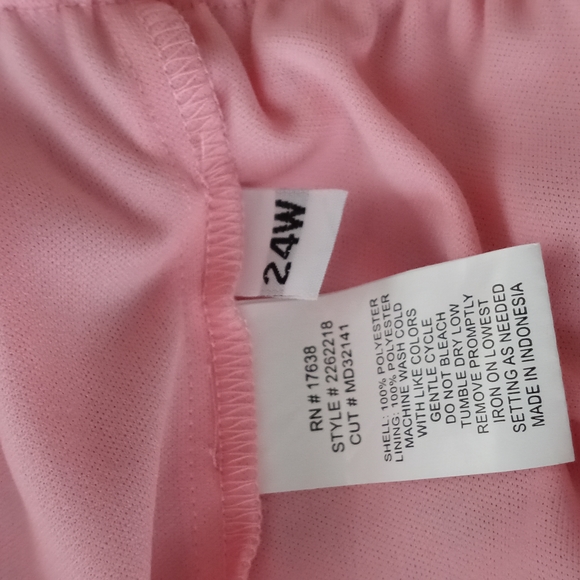 24W
RN # 17638
STYLE # 2262218
CUT # MD32141
SHELL: 100% POLYESTER
LINING: 100% POLYESTER
MACHINE WASH COLD
WITH LIKE COLORS
GENTLE CYCLE
DO NOT BLEACH
TUMBLE DRY LOW
REMOVE PROMPTLY
IRON ON LOWEST
SETTING AS NEEDED
MADE IN INDONESIA